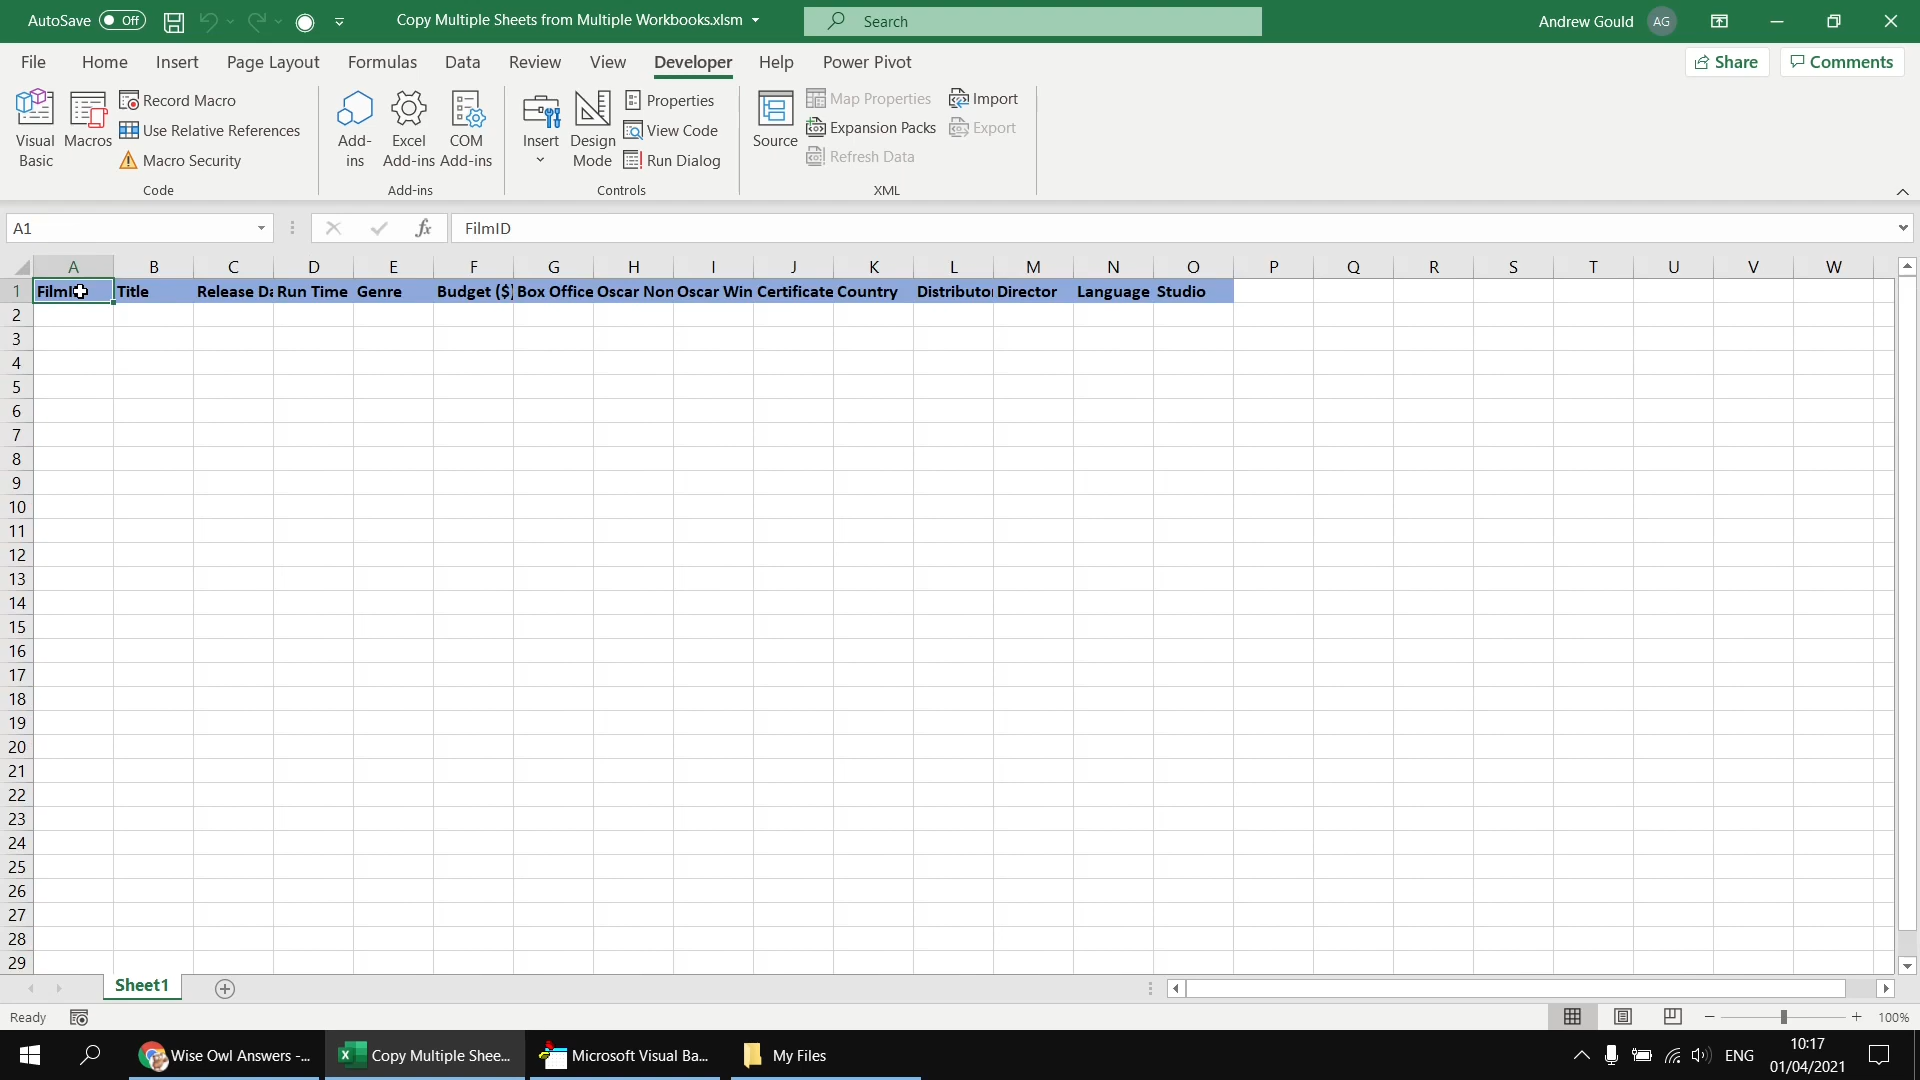 AutoSave Off Copy Multiple Sheets from Multiple Workbooks.xlsm Search Andrew Gould AG
File Home Insert Page Layout Formulas Data Review View Developer Help Power Pivot Share Comments
Visual Basic
Macros
Record Macro
Use Relative References
Macro Security
Code
Add-ins
Excel Add-ins
COM Add-ins
Add-ins
Insert
Design Mode
Properties
View Code
Run Dialog
Controls
Source
Map Properties
Expansion Packs
Refresh Data
Import
Export
XML
A1 fx FilmID
A B C D E F G H I J K L M N O P Q R S T U V W
1 FilmID Title Release Da Run Time Genre Budget ($) Box Office Oscar Non Oscar Win Certificate Country Distributor Director Language Studio
2
3
4
5
6
7
8
9
10
11
12
13
14
15
16
17
18
19
20
21
22
23
24
25
26
27
28
29
Sheet1
Ready 100%
Wise Owl Answers -... Copy Multiple Shee... Microsoft Visual Ba... My Files ENG 10:17
01/04/2021